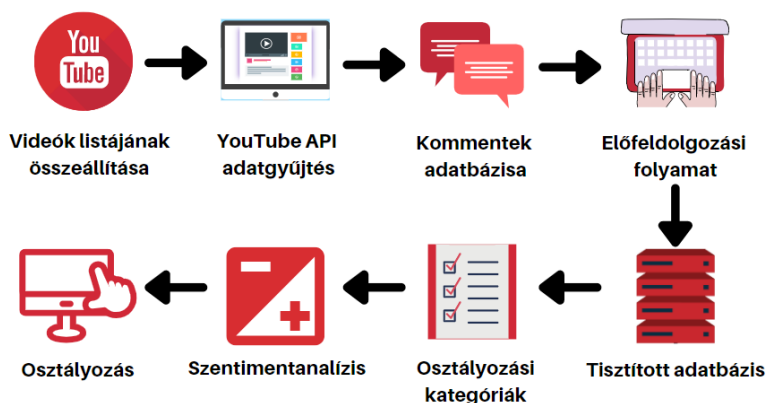 You
Tube
Videók listájának
összeállítása
YouTube API
adatgyűjtés
Kommentek
adatbázisa
Előfeldolgozási
folyamat
Osztályozás
Szentimentanalízis
Osztályozási
kategóriák
Tisztított adatbázis